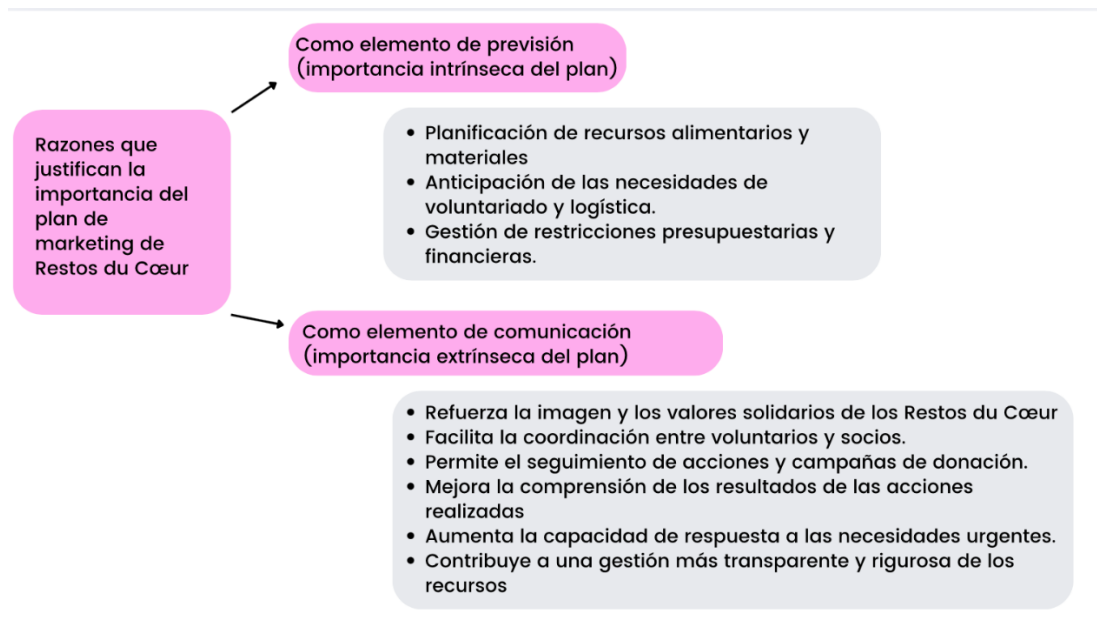 Como elemento de previsión
(importancia intrínseca del plan)
Razones que
justifican la
importancia del
plan de
marketing de
Restos du Cœur
• Planificación de recursos alimentarios y
materiales
• Anticipación de las necesidades de
voluntariado y logística.
• Gestión de restricciones presupuestarias y
financieras.
Como elemento de comunicación
(importancia extrínseca del plan)
• Refuerza la imagen y los valores solidarios de los Restos du Cœur
• Facilita la coordinación entre voluntarios y socios.
• Permite el seguimiento de acciones y campañas de donación.
• Mejora la comprensión de los resultados de las acciones
realizadas
• Aumenta la capacidad de respuesta a las necesidades urgentes.
• Contribuye a una gestión más transparente y rigurosa de los
recursos